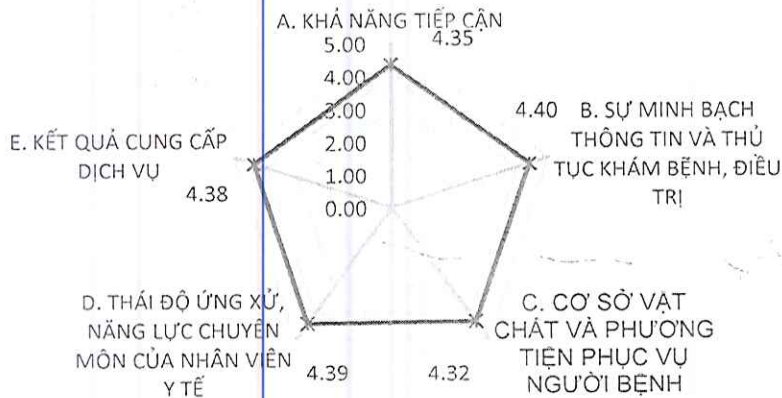 A. KHẢ NĂNG TIẾP CẬN
4.35
5.00
4.00
3.00
2.00
1.00
0.00
4.40
B. SỰ MINH BẠCH
THÔNG TIN VÀ THỦ
TỤC KHÁM BỆNH, ĐIỀU
TRỊ
E. KẾT QUẢ CUNG CẤP
DỊCH VỤ
4.38
D. THÁI ĐỘ ỨNG XỬ,
NĂNG LỰC CHUYÊN
MÔN CỦA NHÂN VIÊN
Y TẾ
4.39
4.32
C. CƠ SỞ VẬT
CHẤT VÀ PHƯƠNG
TIỆN PHỤC VỤ
NGƯỜI BỆNH